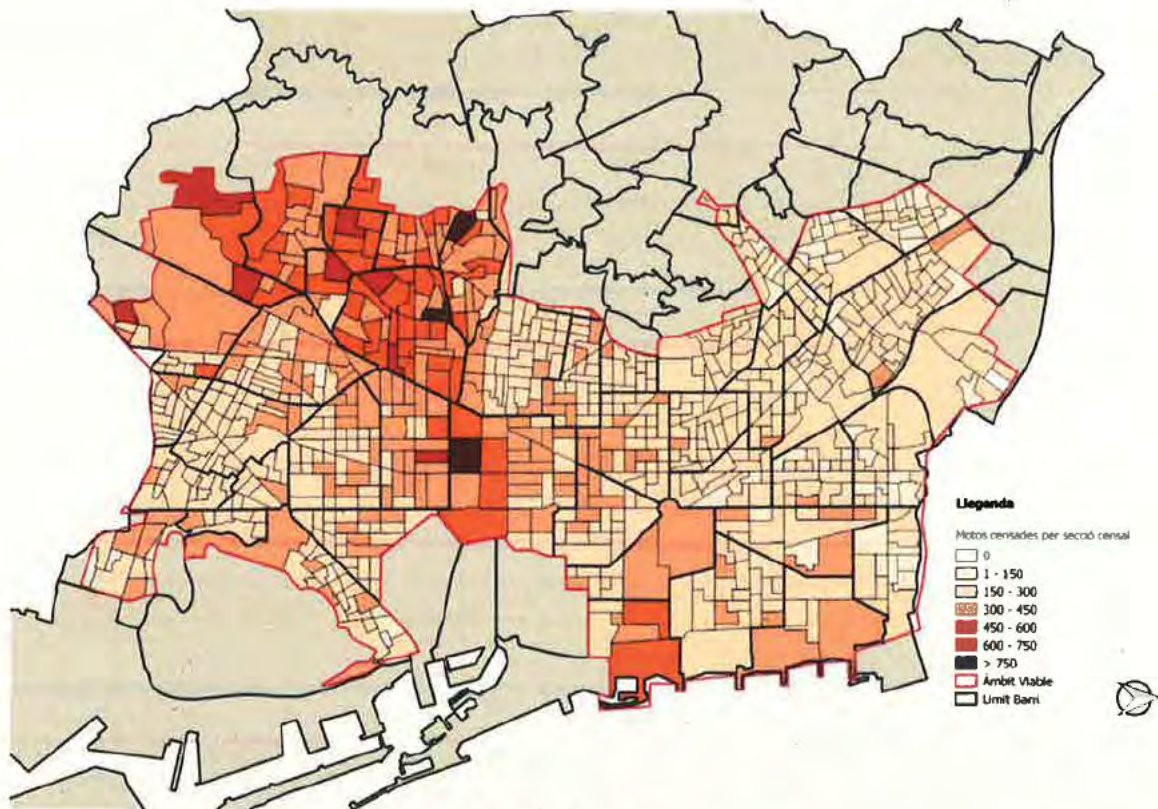 Llegenda
Motos censades per secció censal
0
1 - 150
150 - 300
300 - 450
450 - 600
600 - 750
> 750
Àmbit Viable
Límit Barri